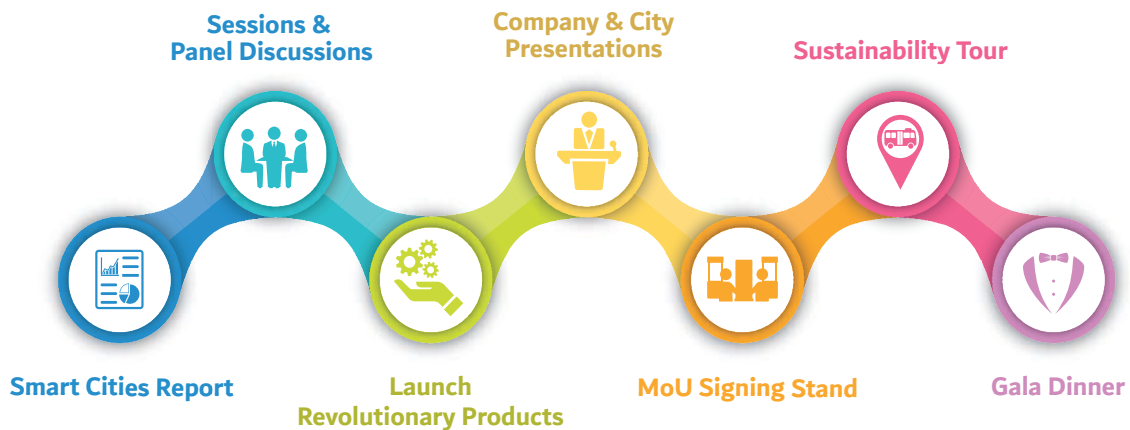 Sessions &
Panel Discussions
Company & City
Presentations
Sustainability Tour
Smart Cities Report
Launch
Revolutionary Products
MoU Signing Stand
Gala Dinner